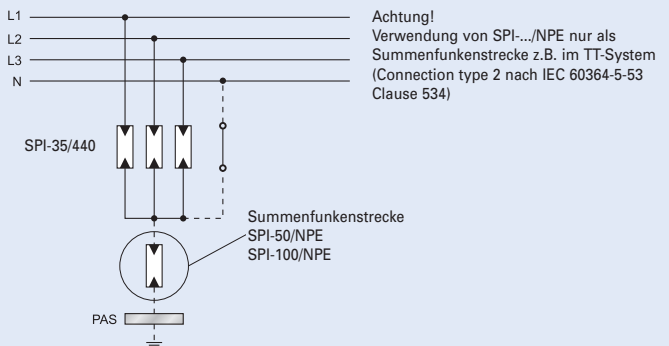 L1
L2
L3
N
Achtung!
Verwendung von SPI-.../NPE nur als
Summenfunkenstrecke z.B. im TT-System
(Connection type 2 nach IEC 60364-5-53
Clause 534)
SPI-35/440
Summenfunkenstrecke
SPI-50/NPE
SPI-100/NPE
PAS